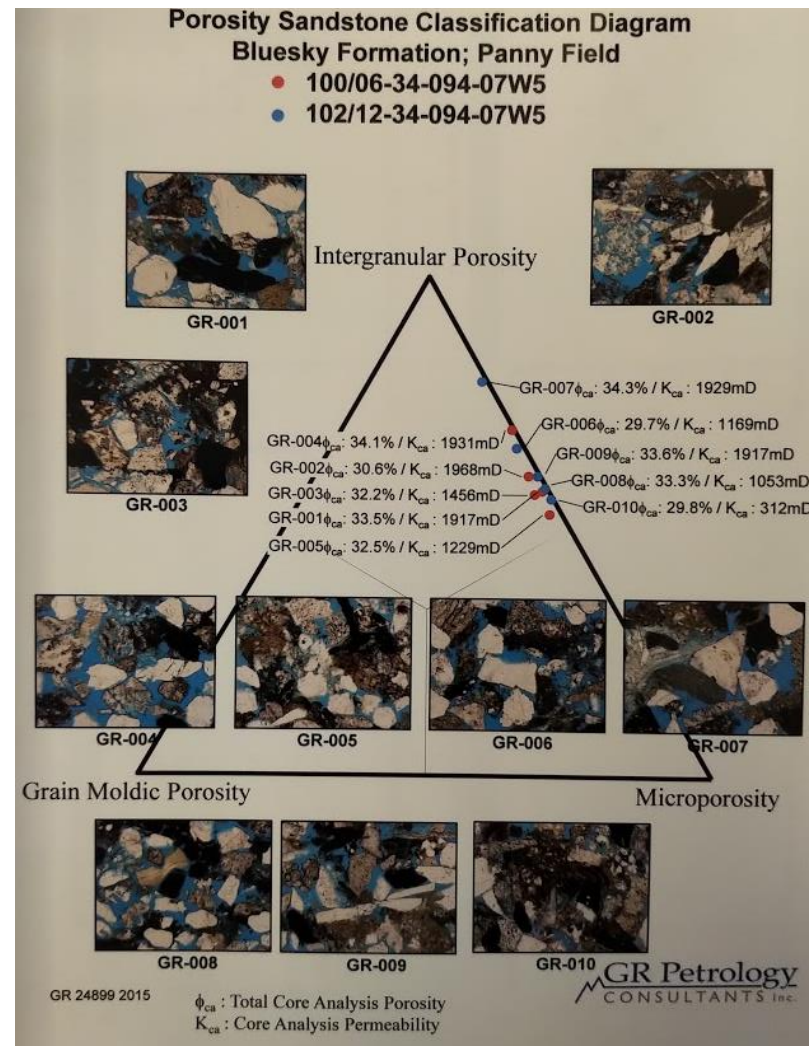 Porosity Sandstone Classification Diagram
Bluesky Formation; Panny Field
100/06-34-094-07W5
102/12-34-094-07W5
GR-001
Intergranular Porosity
GR-002
GR-003
GR-007ϕca: 34.3% / Kca : 1929mD
GR-006ϕca: 29.7% / Kca : 1169mD
GR-004ϕca: 34.1% / Kca : 1931mD
GR-009ϕca: 33.6% / Kca : 1917mD
GR-002ϕca: 30.6% / Kca : 1968mD
GR-008ϕca: 33.3% / Kca : 1053mD
GR-003ϕca: 32.2% / Kca : 1456mD
GR-010ϕca: 29.8% / Kca : 312mD
GR-001ϕca: 33.5% / Kca : 1917mD
GR-005ϕca: 32.5% / Kca : 1229mD
GR-004
GR-005
GR-006
GR-007
Grain Moldic Porosity
Microporosity
GR-008
GR-009
GR-010
GR 24899 2015
ϕca : Total Core Analysis Porosity
Kca : Core Analysis Permeability
GR Petrology
CONSULTANTS Inc.